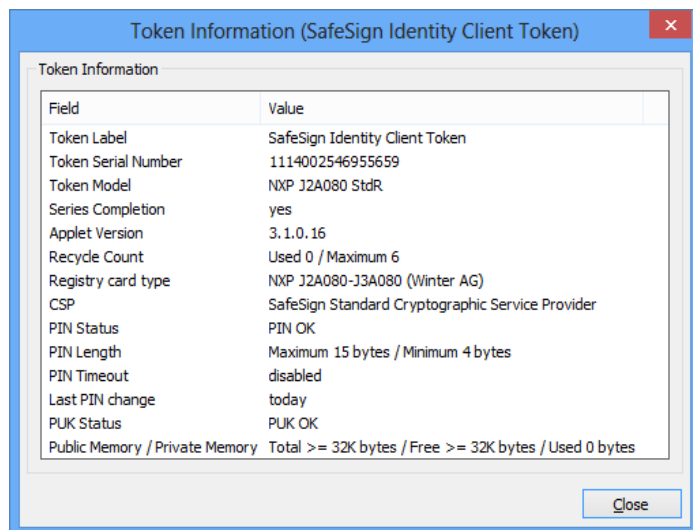 Token Information (SafeSign Identity Client Token)
Token Information
Field Value
Token Label SafeSign Identity Client Token
Token Serial Number 1114002546955659
Token Model NXP J2A080 StdR
Series Completion yes
Applet Version 3.1.0.16
Recycle Count Used 0 / Maximum 6
Registry card type NXP J2A080-J3A080 (Winter AG)
CSP SafeSign Standard Cryptographic Service Provider
PIN Status PIN OK
PIN Length Maximum 15 bytes / Minimum 4 bytes
PIN Timeout disabled
Last PIN change today
PUK Status PUK OK
Public Memory / Private Memory Total >= 32K bytes / Free >= 32K bytes / Used 0 bytes
Close